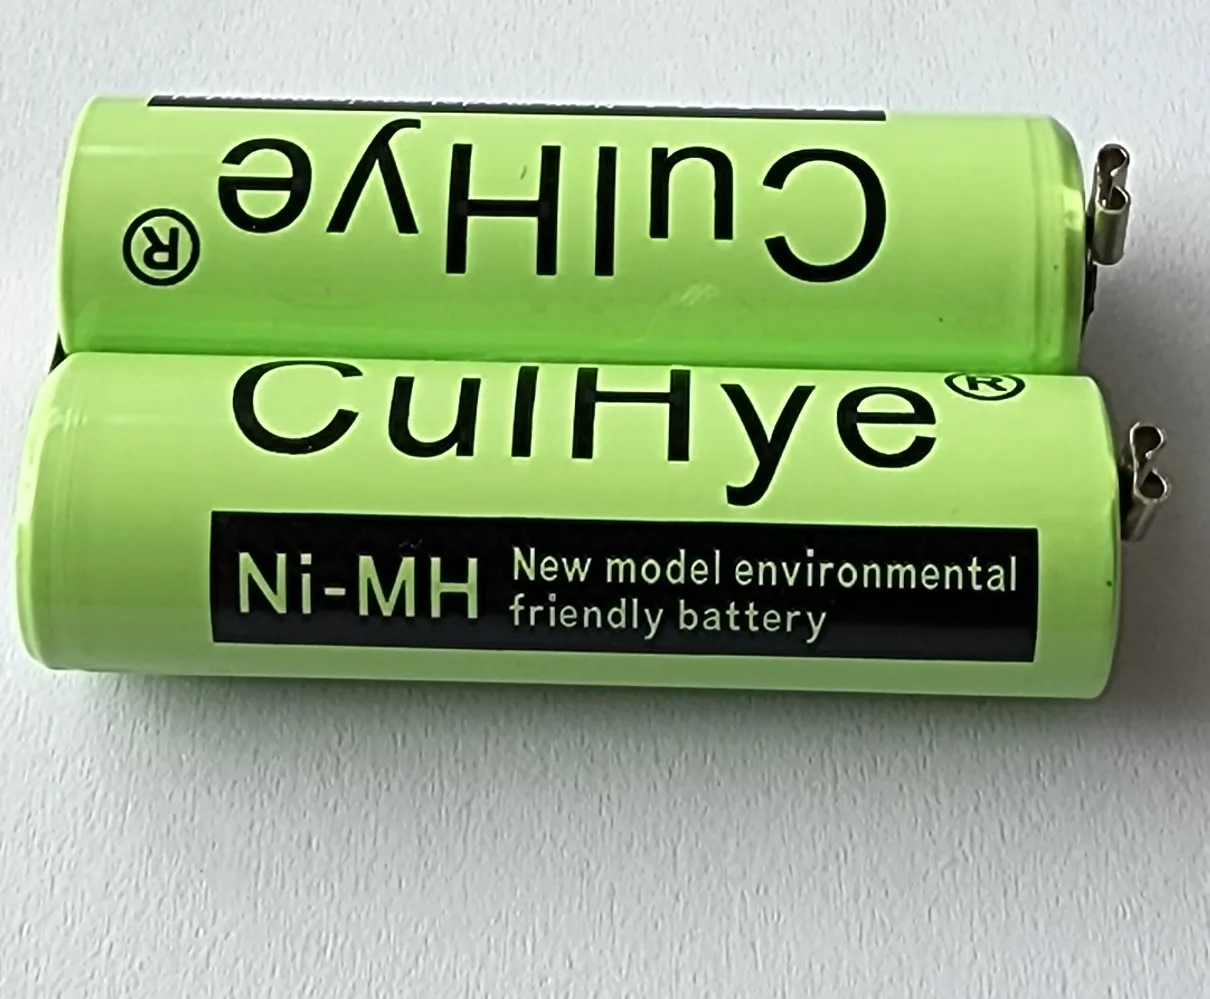 CulHye®
CulHye®
Ni-MH New model environmental
friendly battery